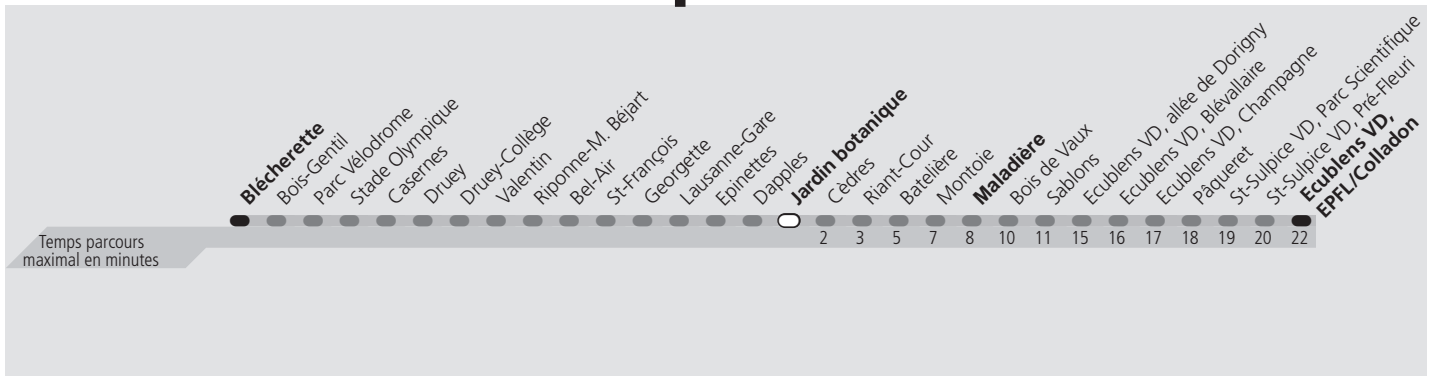 Blécherette
Bois-Gentil
Parc Vélodrome
Stade Olympique
Casernes
Druey
Druey-Collège
Valentin
Riponne-M. Béjart
Bel-Air
St-François
Georgette
Lausanne-Gare
Epinettes
Dapples
Jardin botanique
Cèdres
Riant-Cour
Batelière
Montoie
Maladière
Bois de Vaux
Sablons
Ecublens VD, allée de Dorigny
Ecublens VD, Blévallaire
Ecublens VD, Champagne
Pâqueret
St-Sulpice VD, Parc Scientifique
St-Sulpice VD, Pré-Fleuri
Ecublens VD,
EPFL/Colladon
Temps parcours
maximal en minutes
2 3 5 7 8 10 11 15 16 17 18 19 20 22